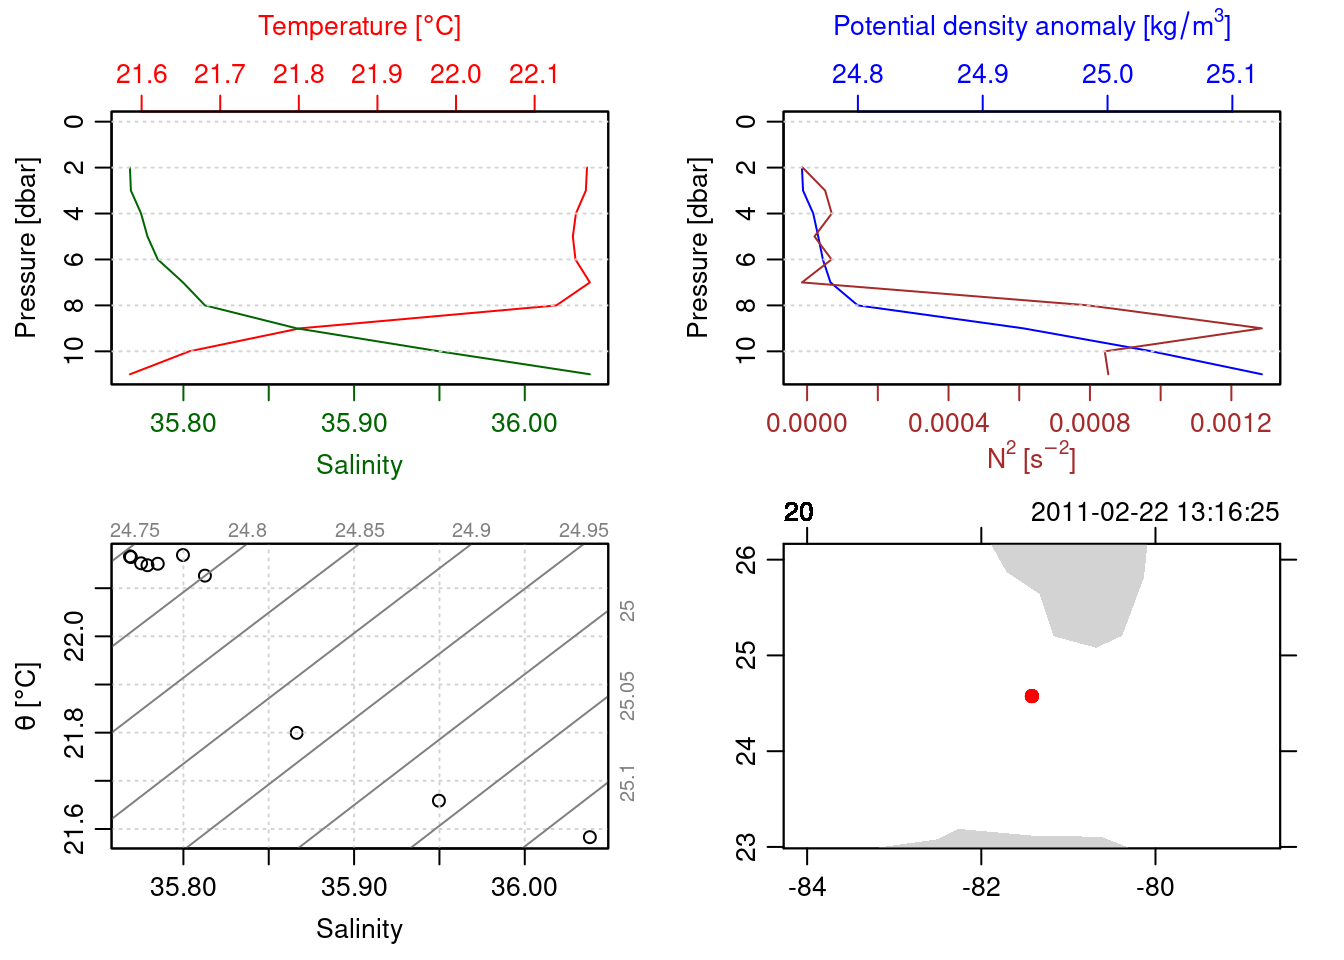 Temperature [°C]
21.6 21.7 21.8 21.9 22.0 22.1
Pressure [dbar]
0
2
4
6
8
10
35.80 35.90 36.00
Salinity
Potential density anomaly [kg/m³]
24.8 24.9 25.0 25.1
Pressure [dbar]
0
2
4
6
8
10
0.0000 0.0004 0.0008 0.0012
N² [s⁻²]
24.75 24.8 24.85 24.9 24.95
25
25.05
25.1
θ [°C]
22.0
21.8
21.6
35.80 35.90 36.00
Salinity
20 2011-02-22 13:16:25
26
25
24
23
-84 -82 -80